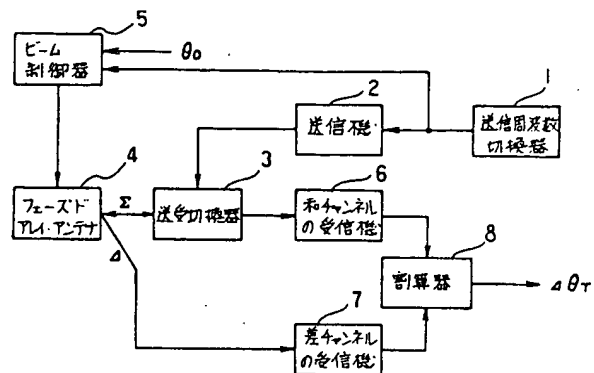 5
ビーム
制御器
θ₀
1
送信周波数
切換器
2
送信機
4
フェーズド
アレイ・アンテナ
Σ
Δ
3
送受切換器
6
和チャンネル
の受信機
8
割算器
Δθ_T
7
差チャンネル
の受信機